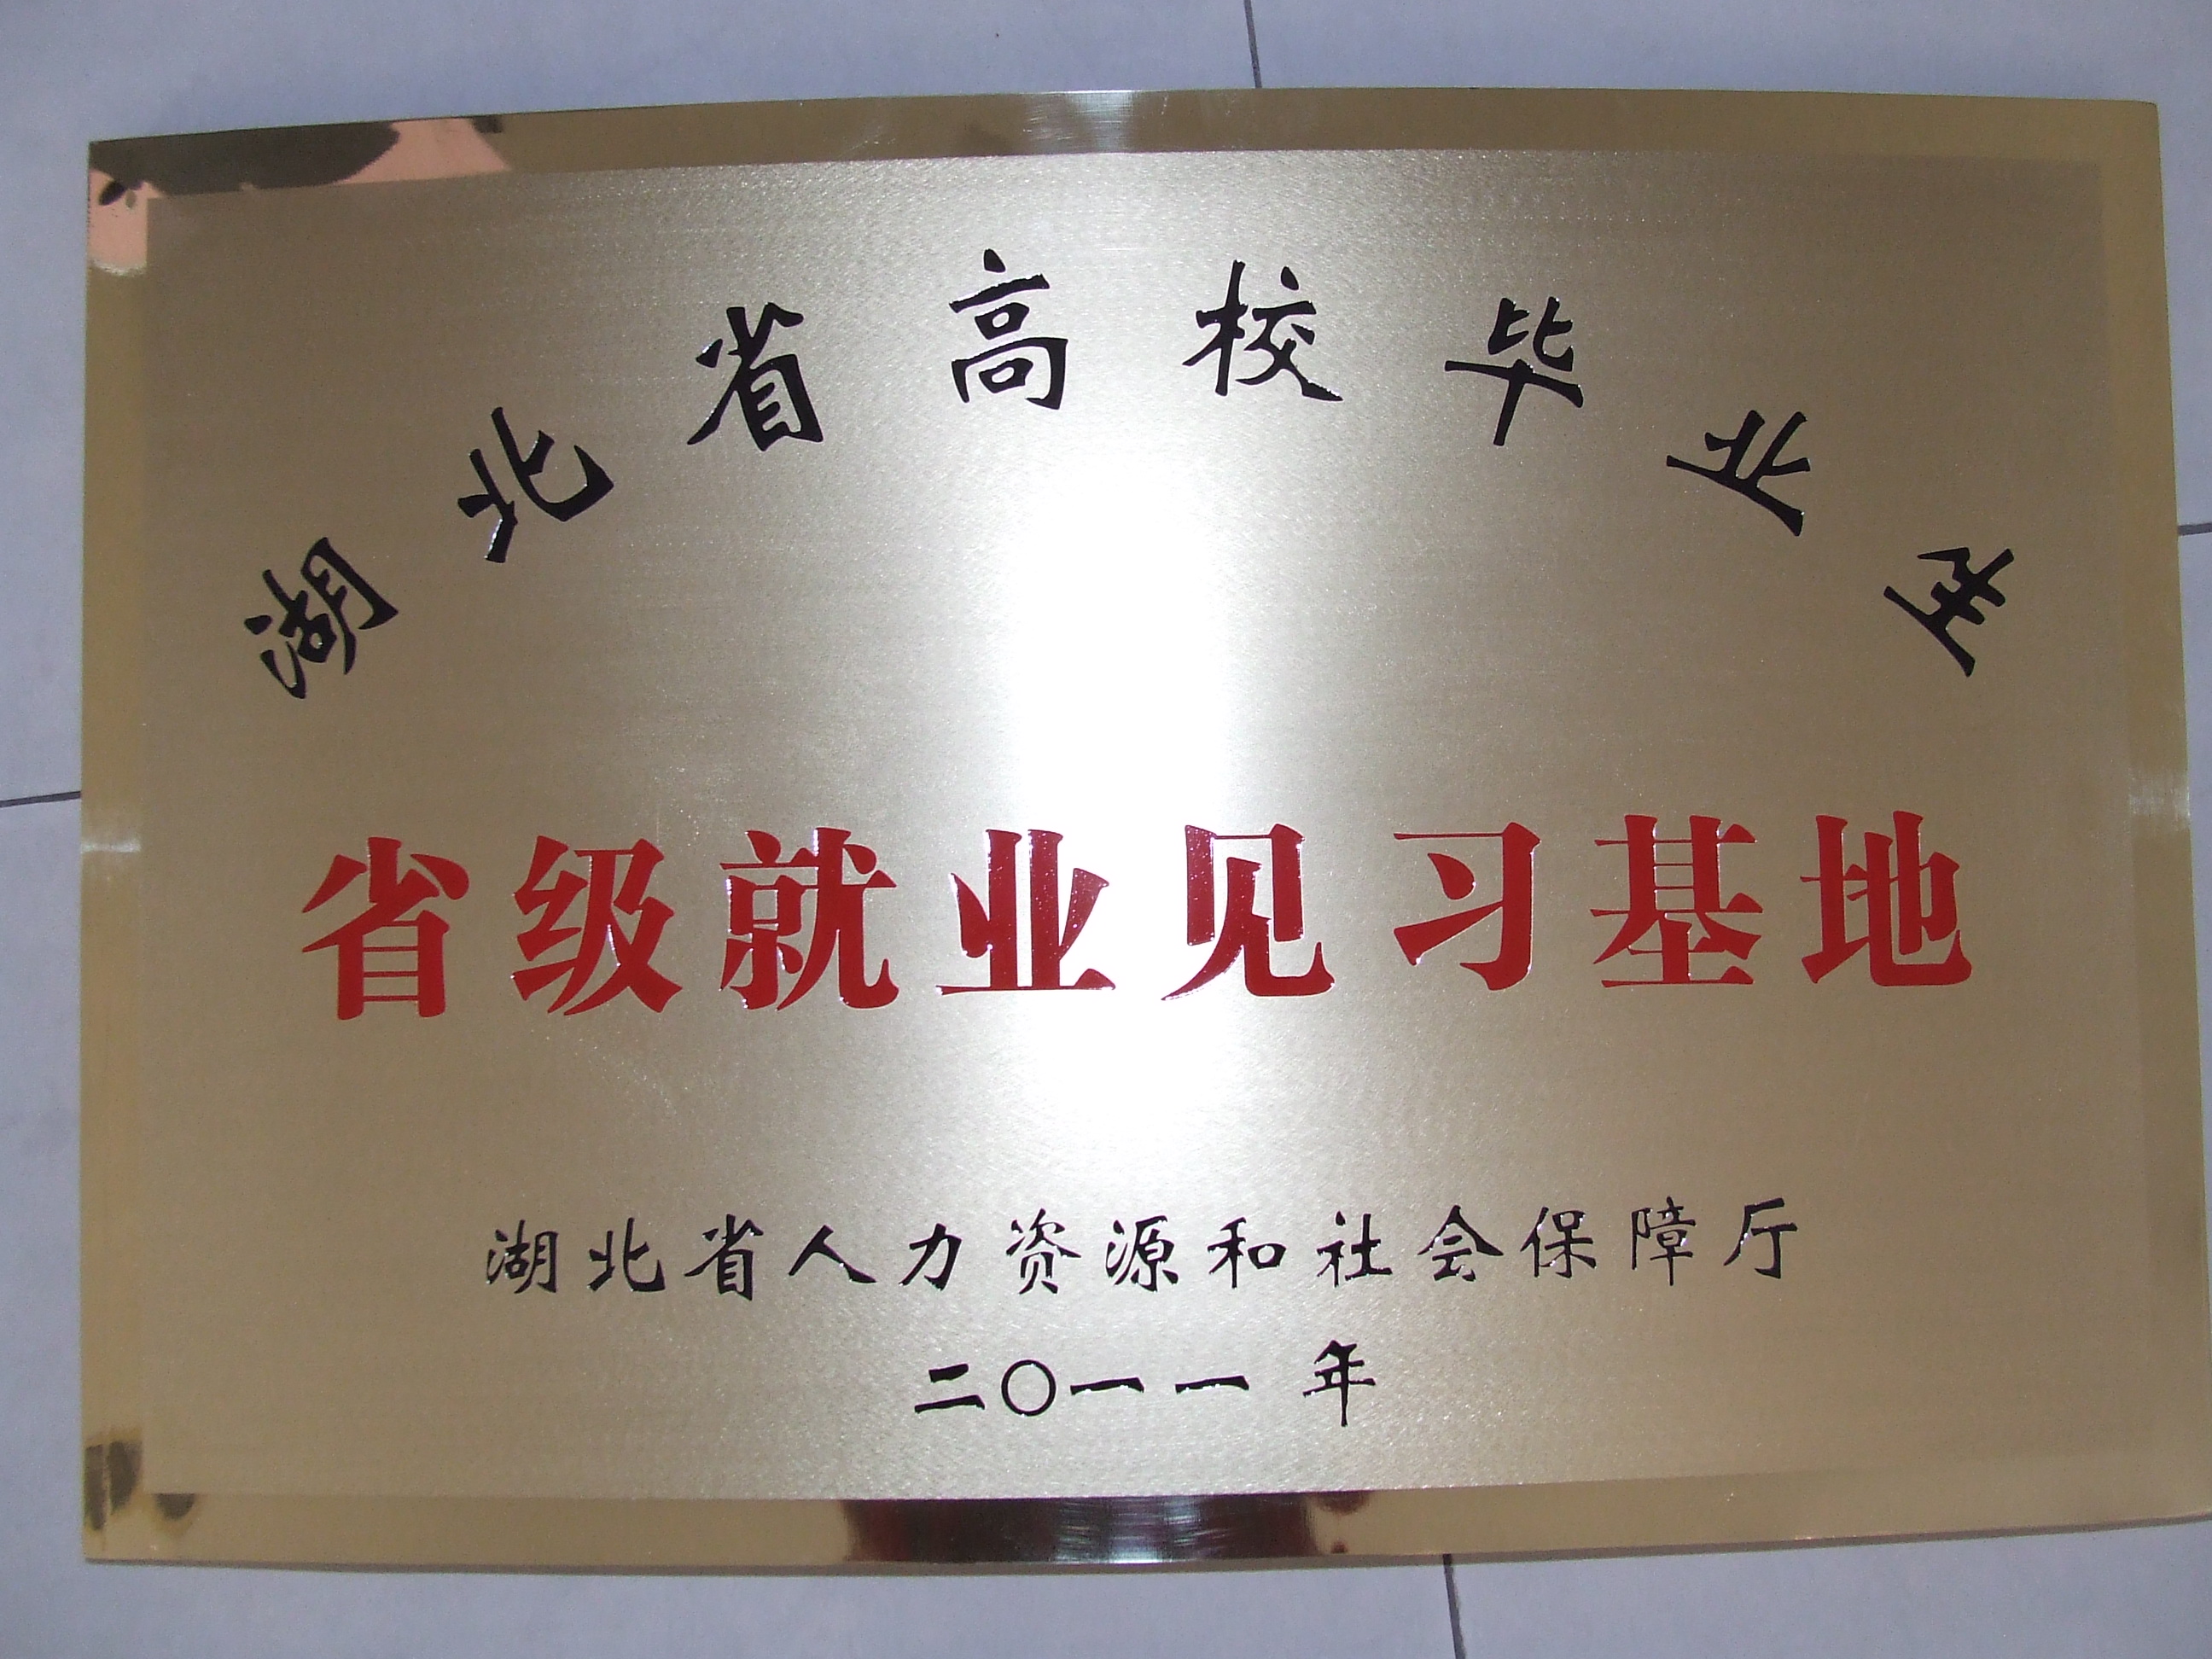 湖北省高校毕业生
省级就业见习基地
湖北省人力资源和社会保障厅
二〇一一年